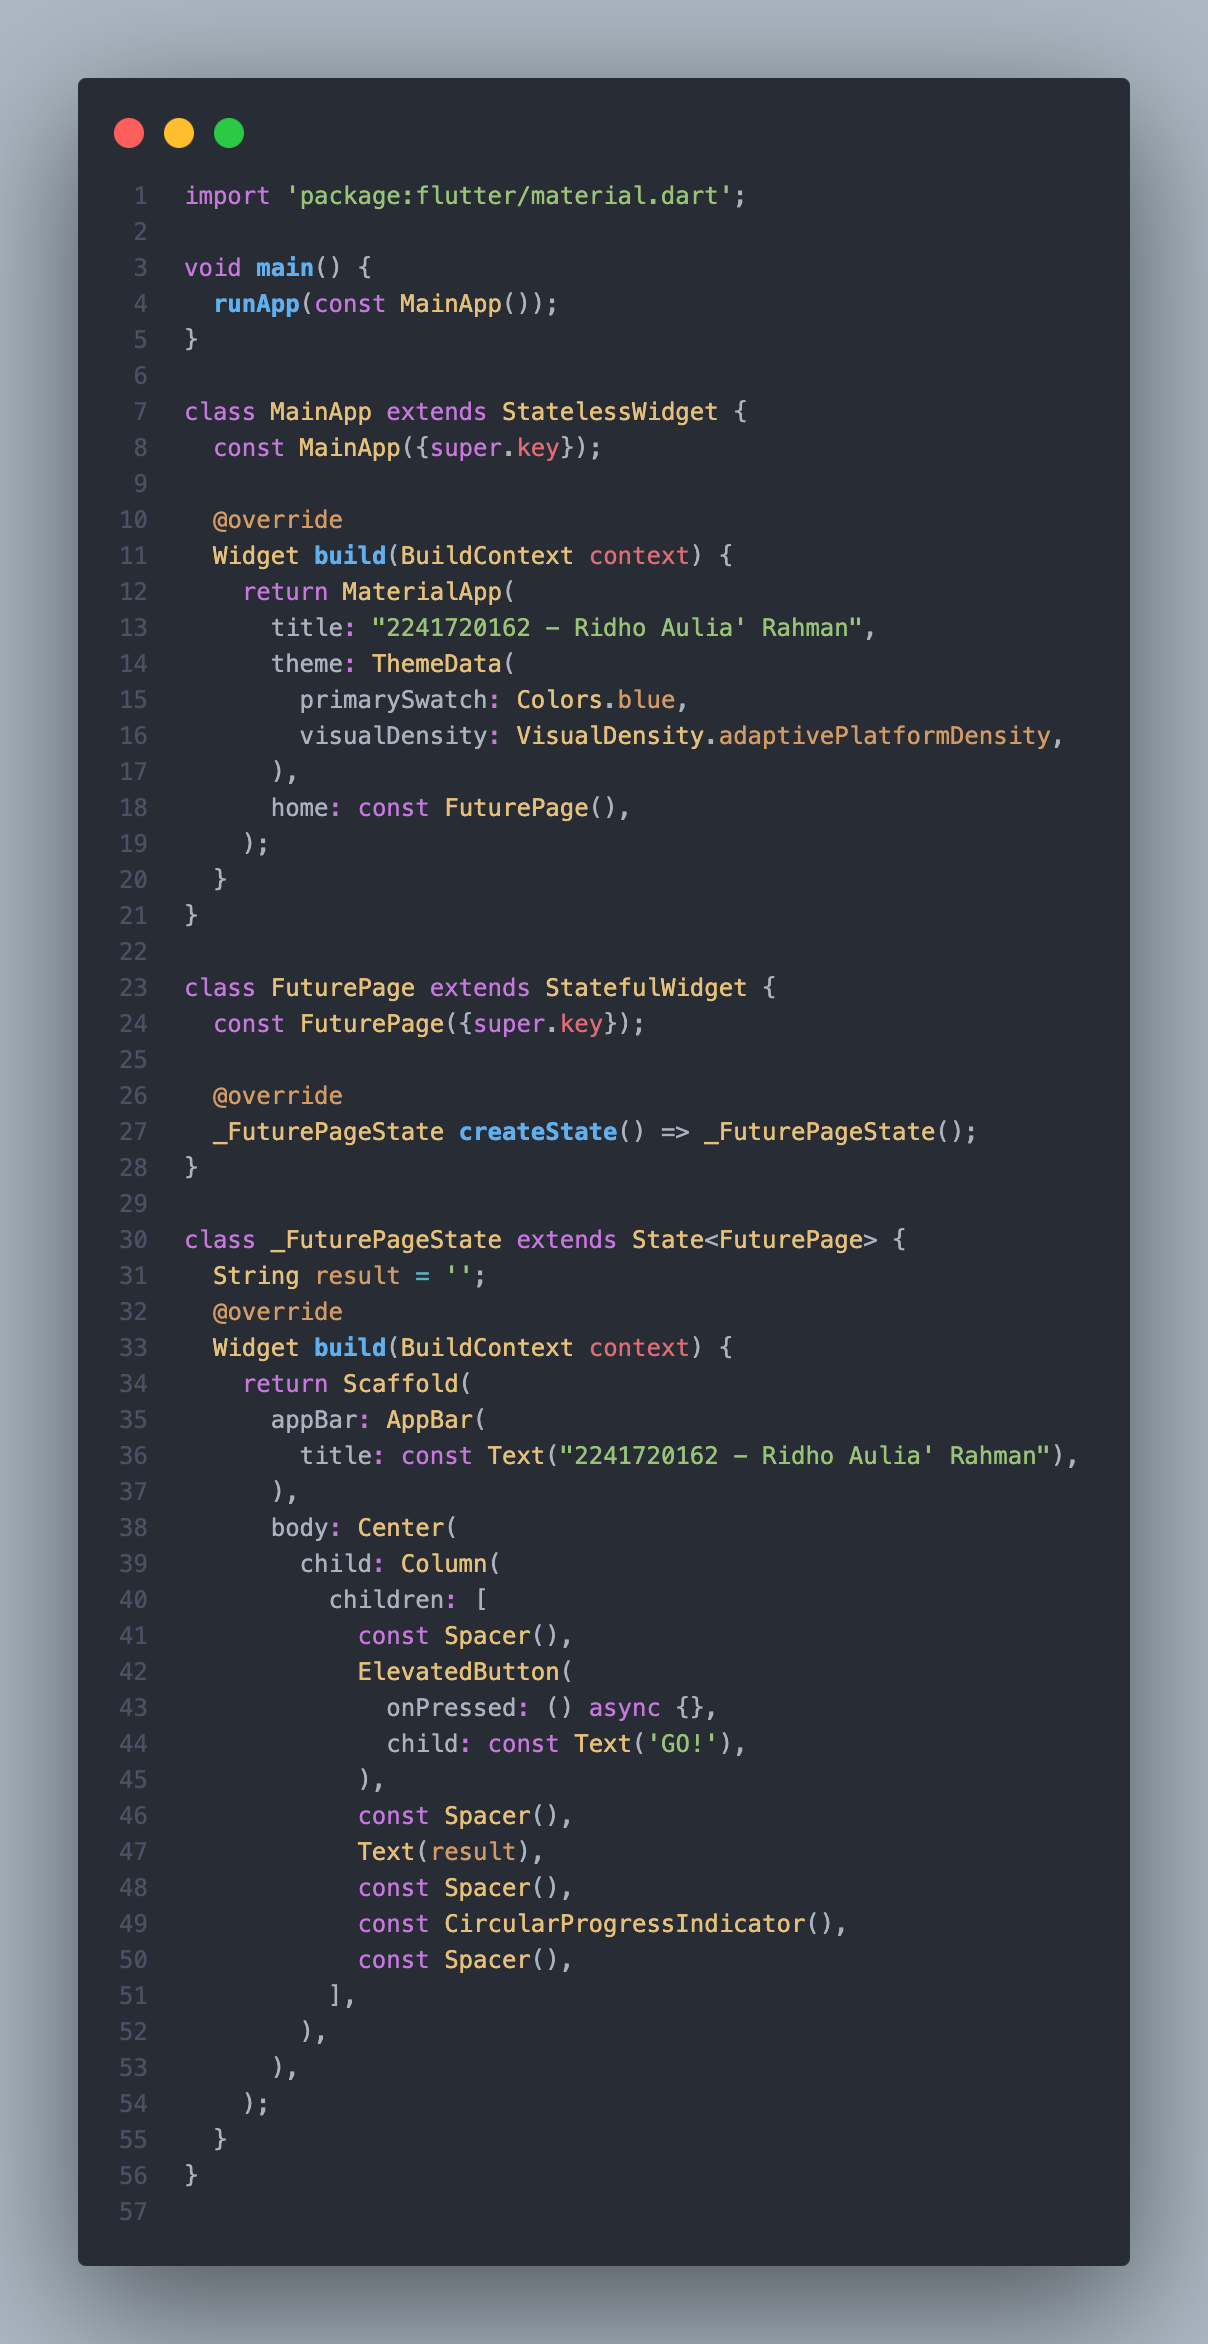 1 import 'package:flutter/material.dart';
2
3 void main() {
4   runApp(const MainApp());
5 }
6
7 class MainApp extends StatelessWidget {
8   const MainApp({super.key});
9
10   @override
11   Widget build(BuildContext context) {
12     return MaterialApp(
13       title: "2241720162 – Ridho Aulia' Rahman",
14       theme: ThemeData(
15         primarySwatch: Colors.blue,
16         visualDensity: VisualDensity.adaptivePlatformDensity,
17       ),
18       home: const FuturePage(),
19     );
20   }
21 }
22
23 class FuturePage extends StatefulWidget {
24   const FuturePage({super.key});
25
26   @override
27   _FuturePageState createState() => _FuturePageState();
28 }
29
30 class _FuturePageState extends State<FuturePage> {
31   String result = '';
32   @override
33   Widget build(BuildContext context) {
34     return Scaffold(
35       appBar: AppBar(
36         title: const Text("2241720162 – Ridho Aulia' Rahman"),
37       ),
38       body: Center(
39         child: Column(
40           children: [
41             const Spacer(),
42             ElevatedButton(
43               onPressed: () async {},
44               child: const Text('GO!'),
45             ),
46             const Spacer(),
47             Text(result),
48             const Spacer(),
49             const CircularProgressIndicator(),
50             const Spacer(),
51           ],
52         ),
53       ),
54     );
55   }
56 }
57